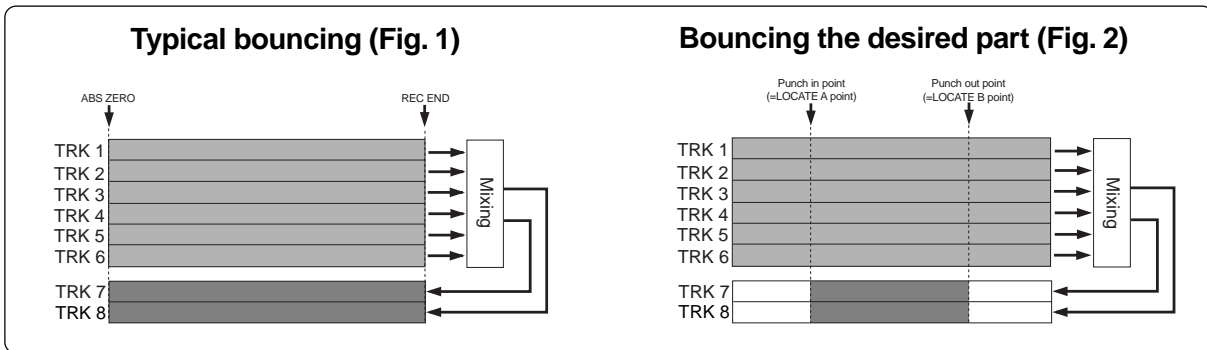 Typical bouncing (Fig. 1)
ABS ZERO
REC END
TRK 1
TRK 2
TRK 3
TRK 4
TRK 5
TRK 6
Mixing
TRK 7
TRK 8
Bouncing the desired part (Fig. 2)
Punch in point
(=LOCATE A point)
Punch out point
(=LOCATE B point)
TRK 1
TRK 2
TRK 3
TRK 4
TRK 5
TRK 6
Mixing
TRK 7
TRK 8